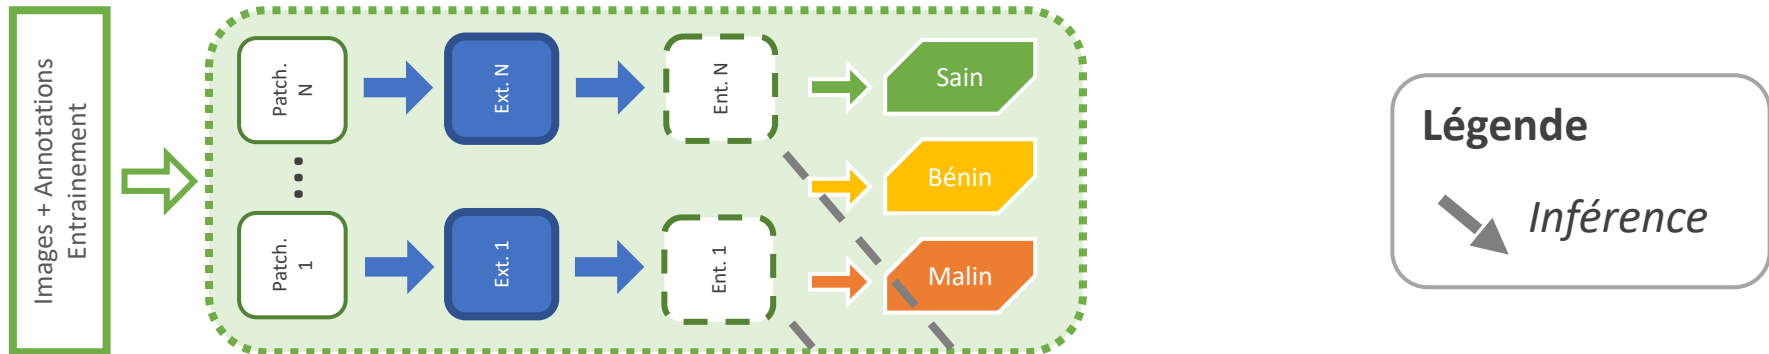 Images + Annotations
Entrainement
Patch.
N
Ext. N
Ent. N
Sain
Bénin
...
Patch.
1
Ext. 1
Ent. 1
Malin
Légende
Inférence